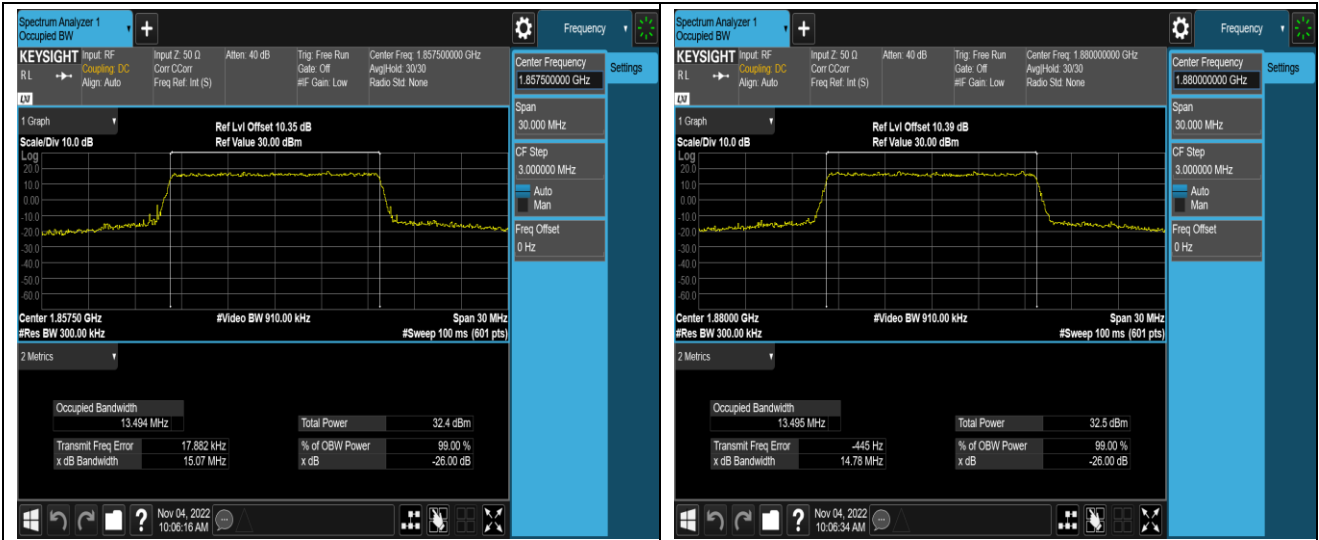 Spectrum Analyzer 1
Occupied BW
+
Frequency
KEYSIGHT
RL
Input: RF
Coupling: DC
Align: Auto
Input Z: 50 Ω
Corr CCorr
Freq Ref: Int (S)
Atten: 40 dB
Trig: Free Run
Gate: Off
#IF Gain: Low
Center Freq: 1.857500000 GHz
Avg|Hold: 30/30
Radio Std: None
LXI
Center Frequency
1.857500000 GHz
Settings
Span
30.000 MHz
CF Step
3.000000 MHz
Auto
Man
Freq Offset
0 Hz
1 Graph
Scale/Div 10.0 dB
Ref Lvl Offset 10.35 dB
Ref Value 30.00 dBm
Log
20.0
10.0
0.00
-10.0
-20.0
-30.0
-40.0
-50.0
-60.0
Center 1.85750 GHz
#Res BW 300.00 kHz
#Video BW 910.00 kHz
Span 30 MHz
#Sweep 100 ms (601 pts)
2 Metrics
Occupied Bandwidth
13.494 MHz
Transmit Freq Error 17.882 kHz
x dB Bandwidth 15.07 MHz
Total Power 32.4 dBm
% of OBW Power 99.00 %
x dB -26.00 dB
?
Nov 04, 2022
10:06:16 AM
Spectrum Analyzer 1
Occupied BW
+
Frequency
KEYSIGHT
RL
Input: RF
Coupling: DC
Align: Auto
Input Z: 50 Ω
Corr CCorr
Freq Ref: Int (S)
Atten: 40 dB
Trig: Free Run
Gate: Off
#IF Gain: Low
Center Freq: 1.880000000 GHz
Avg|Hold: 30/30
Radio Std: None
LXI
Center Frequency
1.880000000 GHz
Settings
Span
30.000 MHz
CF Step
3.000000 MHz
Auto
Man
Freq Offset
0 Hz
1 Graph
Scale/Div 10.0 dB
Ref Lvl Offset 10.39 dB
Ref Value 30.00 dBm
Log
20.0
10.0
0.00
-10.0
-20.0
-30.0
-40.0
-50.0
-60.0
Center 1.88000 GHz
#Res BW 300.00 kHz
#Video BW 910.00 kHz
Span 30 MHz
#Sweep 100 ms (601 pts)
2 Metrics
Occupied Bandwidth
13.495 MHz
Transmit Freq Error -445 Hz
x dB Bandwidth 14.78 MHz
Total Power 32.5 dBm
% of OBW Power 99.00 %
x dB -26.00 dB
?
Nov 04, 2022
10:06:34 AM